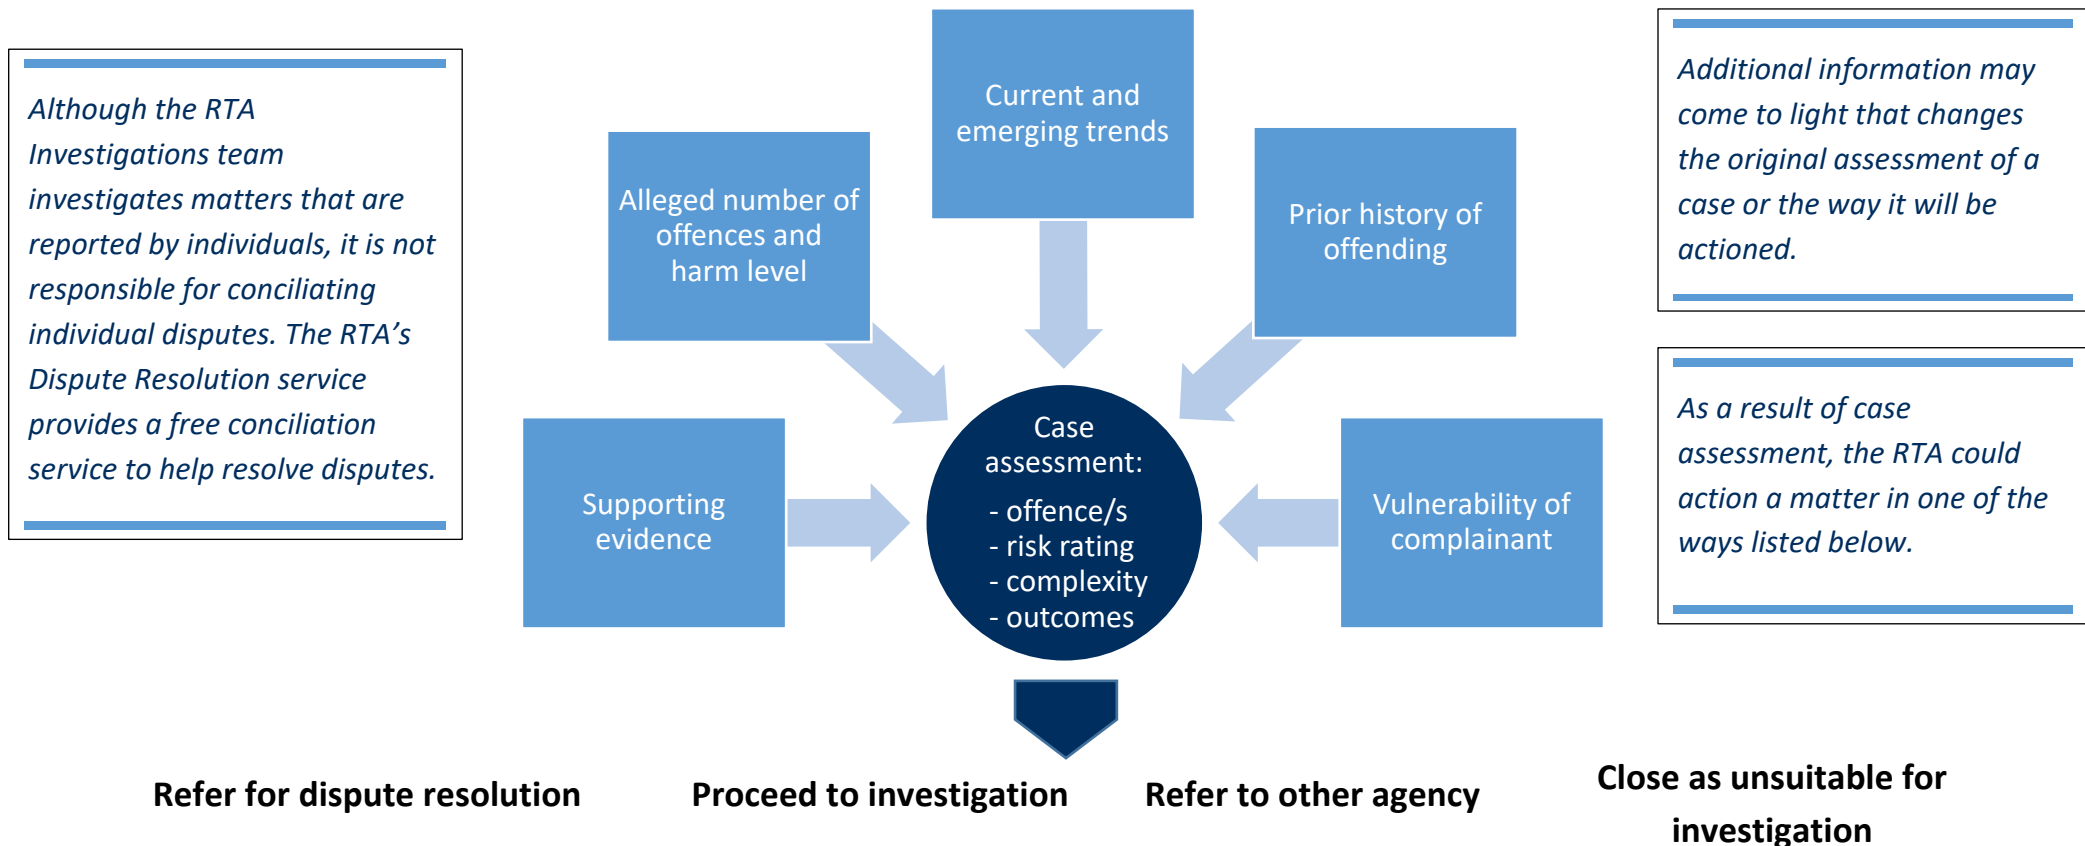 Although the RTA
Investigations team
investigates matters that are
reported by individuals, it is not
responsible for conciliating
individual disputes. The RTA’s
Dispute Resolution service
provides a free conciliation
service to help resolve disputes.
Supporting
evidence
Alleged number of
offences and
harm level
Current and
emerging trends
Prior history of
offending
Vulnerability of
complainant
Case
assessment:
- offence/s
- risk rating
- complexity
- outcomes
Additional information may
come to light that changes
the original assessment of a
case or the way it will be
actioned.
As a result of case
assessment, the RTA could
action a matter in one of the
ways listed below.
Refer for dispute resolution
Proceed to investigation
Refer to other agency
Close as unsuitable for
investigation